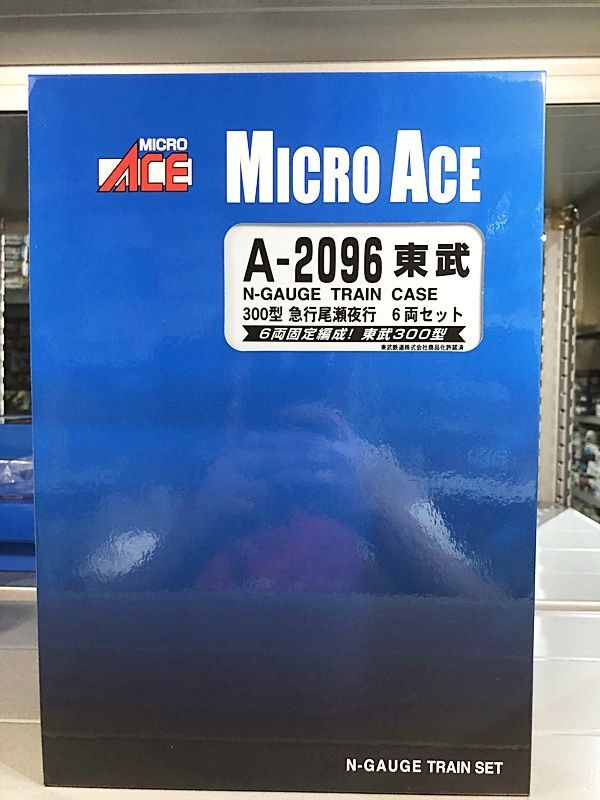 MICRO
ACE
MICRO ACE
A-2096 東武
N-GAUGE TRAIN CASE
300型 急行尾瀬夜行 6両セット
6両固定編成! 東武300型
東武鉄道株式会社商品化許諾済
N-GAUGE TRAIN SET